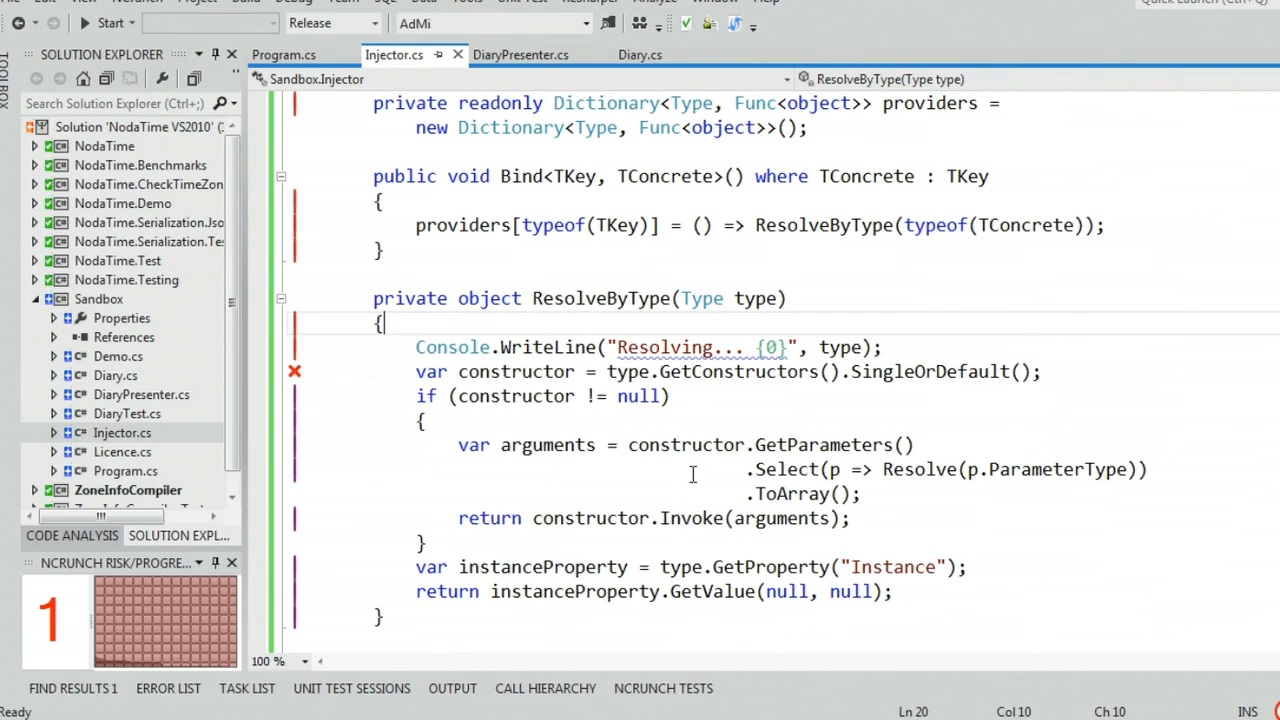 Start
Release
AdMi
SOLUTION EXPLORER
Program.cs
Injector.cs
DiaryPresenter.cs
Diary.cs
TOOLBOX
Sandbox.Injector
ResolveByType(Type type)
Search Solution Explorer (Ctrl+;)
Solution 'NodaTime VS2010' (
NodaTime
NodaTime.Benchmarks
NodaTime.CheckTimeZon
NodaTime.Demo
NodaTime.Serialization.Jso
NodaTime.Serialization.Te
NodaTime.Test
NodaTime.Testing
Sandbox
Properties
References
Demo.cs
Diary.cs
DiaryPresenter.cs
DiaryTest.cs
Injector.cs
Licence.cs
Program.cs
ZoneInfoCompiler
CODE ANALYSIS
SOLUTION EXPL...
NCRUNCH RISK/PROGRE...
1
private readonly Dictionary<Type, Func<object>> providers =
new Dictionary<Type, Func<object>>();
public void Bind<TKey, TConcrete>() where TConcrete : TKey
{
providers[typeof(TKey)] = () => ResolveByType(typeof(TConcrete));
}
private object ResolveByType(Type type)
{
Console.WriteLine("Resolving... {0}", type);
var constructor = type.GetConstructors().SingleOrDefault();
if (constructor != null)
{
var arguments = constructor.GetParameters()
.Select(p => Resolve(p.ParameterType))
.ToArray();
return constructor.Invoke(arguments);
}
var instanceProperty = type.GetProperty("Instance");
return instanceProperty.GetValue(null, null);
}
100 %
FIND RESULTS 1
ERROR LIST
TASK LIST
UNIT TEST SESSIONS
OUTPUT
CALL HIERARCHY
NCRUNCH TESTS
Ready
Ln 20
Col 10
Ch 10
INS